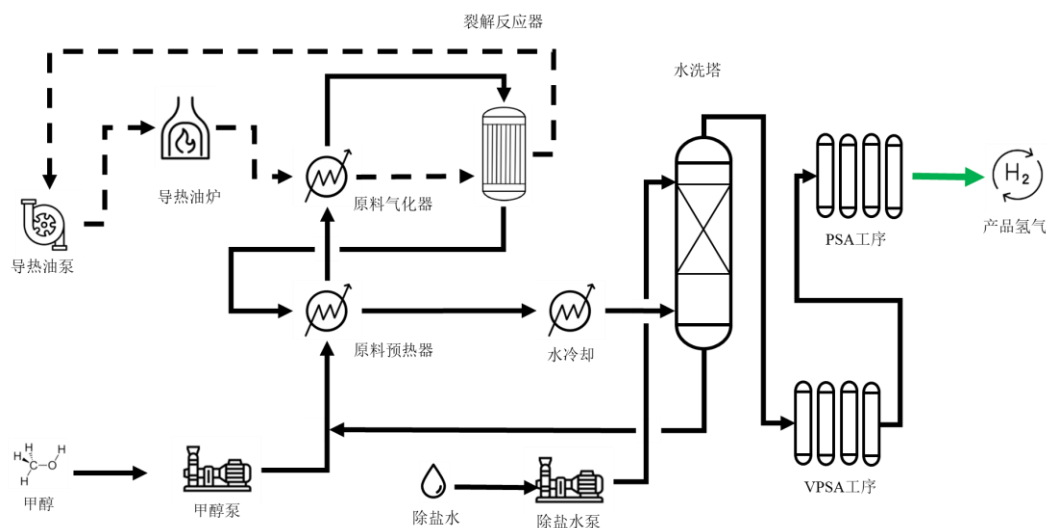 裂解反应器
水洗塔
导热油炉
原料气化器
导热油泵
H₂
PSA工序
产品氢气
原料预热器
水冷却
H
H
H
C
O
H
甲醇
甲醇泵
除盐水
除盐水泵
VPSA工序